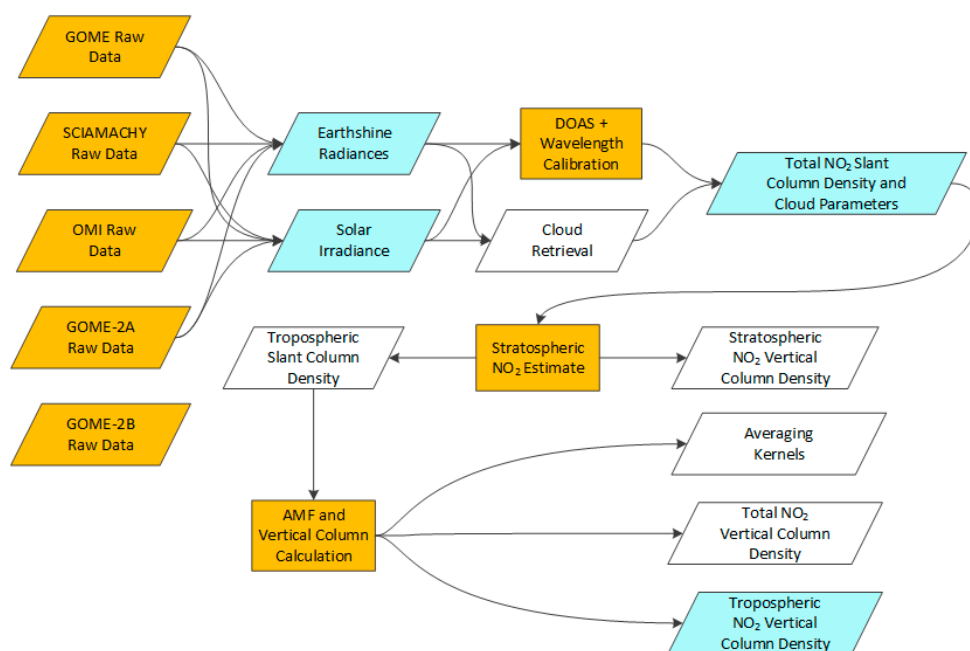 GOME Raw
Data
SCIAMACHY
Raw Data
OMI Raw
Data
GOME-2A
Raw Data
GOME-2B
Raw Data
Earthshine
Radiances
Solar
Irradiance
DOAS +
Wavelength
Calibration
Cloud
Retrieval
Total NO₂ Slant
Column Density and
Cloud Parameters
Tropospheric
Slant Column
Density
Stratospheric
NO₂ Estimate
Stratospheric
NO₂ Vertical
Column Density
Averaging
Kernels
AMF and
Vertical Column
Calculation
Total NO₂
Vertical Column
Density
Tropospheric
NO₂ Vertical
Column Density